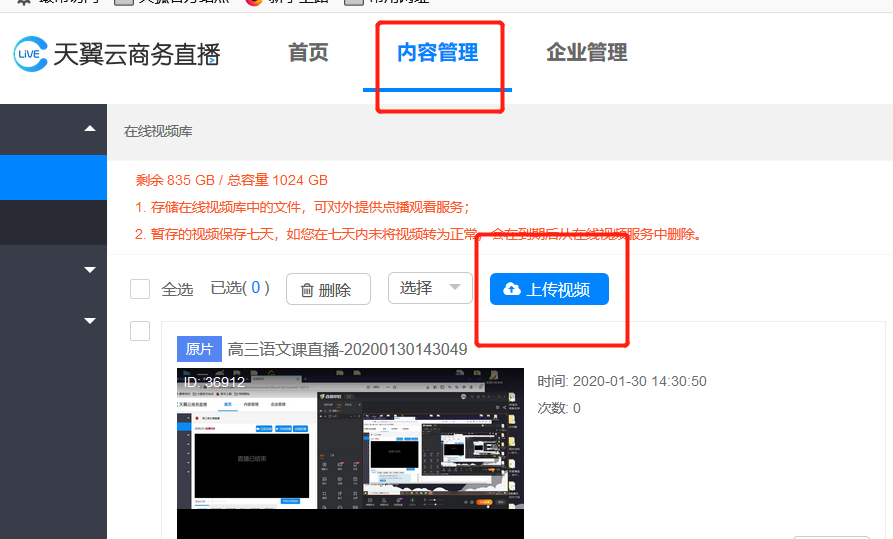 LiVE 天翼云商务直播
首页
内容管理
企业管理
在线视频库
剩余 835 GB / 总容量 1024 GB
1. 存储在线视频库中的文件，可对外提供点播观看服务；
2. 暂存的视频保存七天，如您在七天内未将视频转为正常，会在到期后从在线视频服务中删除。
全选
已选( 0 )
删除
选择
上传视频
原片 高三语文课直播-20200130143049
ID: 36912
时间: 2020-01-30 14:30:50
次数: 0
直播已结束